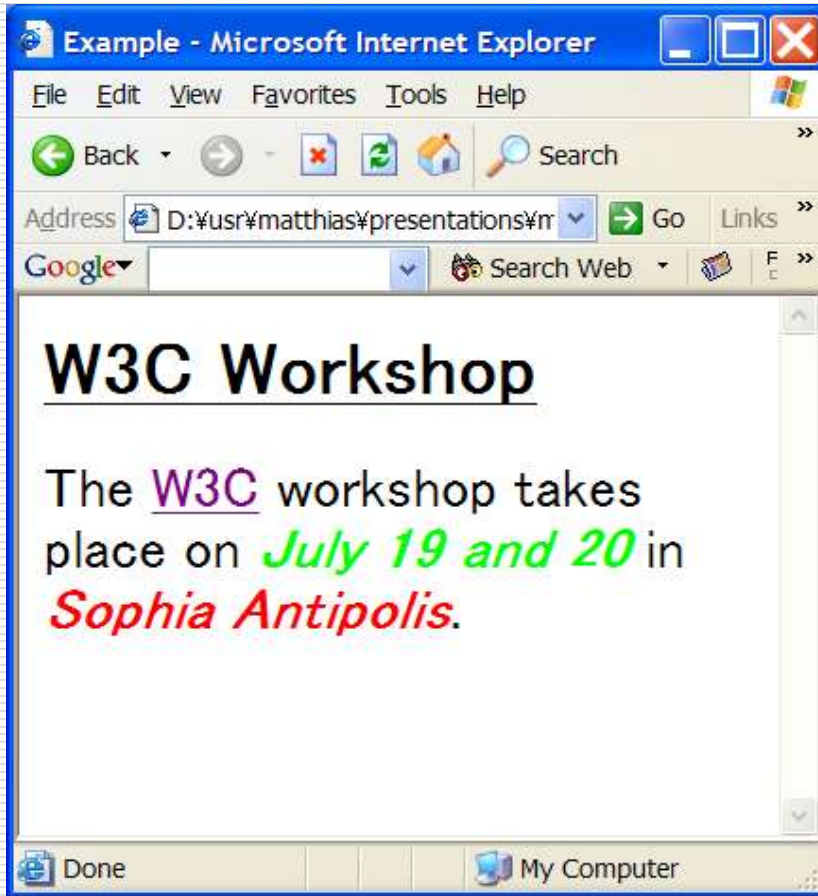 Example - Microsoft Internet Explorer
File Edit View Favorites Tools Help
Back Search
Address D:¥usr¥matthias¥presentations¥m Go Links
Google Search Web F
W3C Workshop
The W3C workshop takes
place on July 19 and 20 in
Sophia Antipolis.
Done My Computer